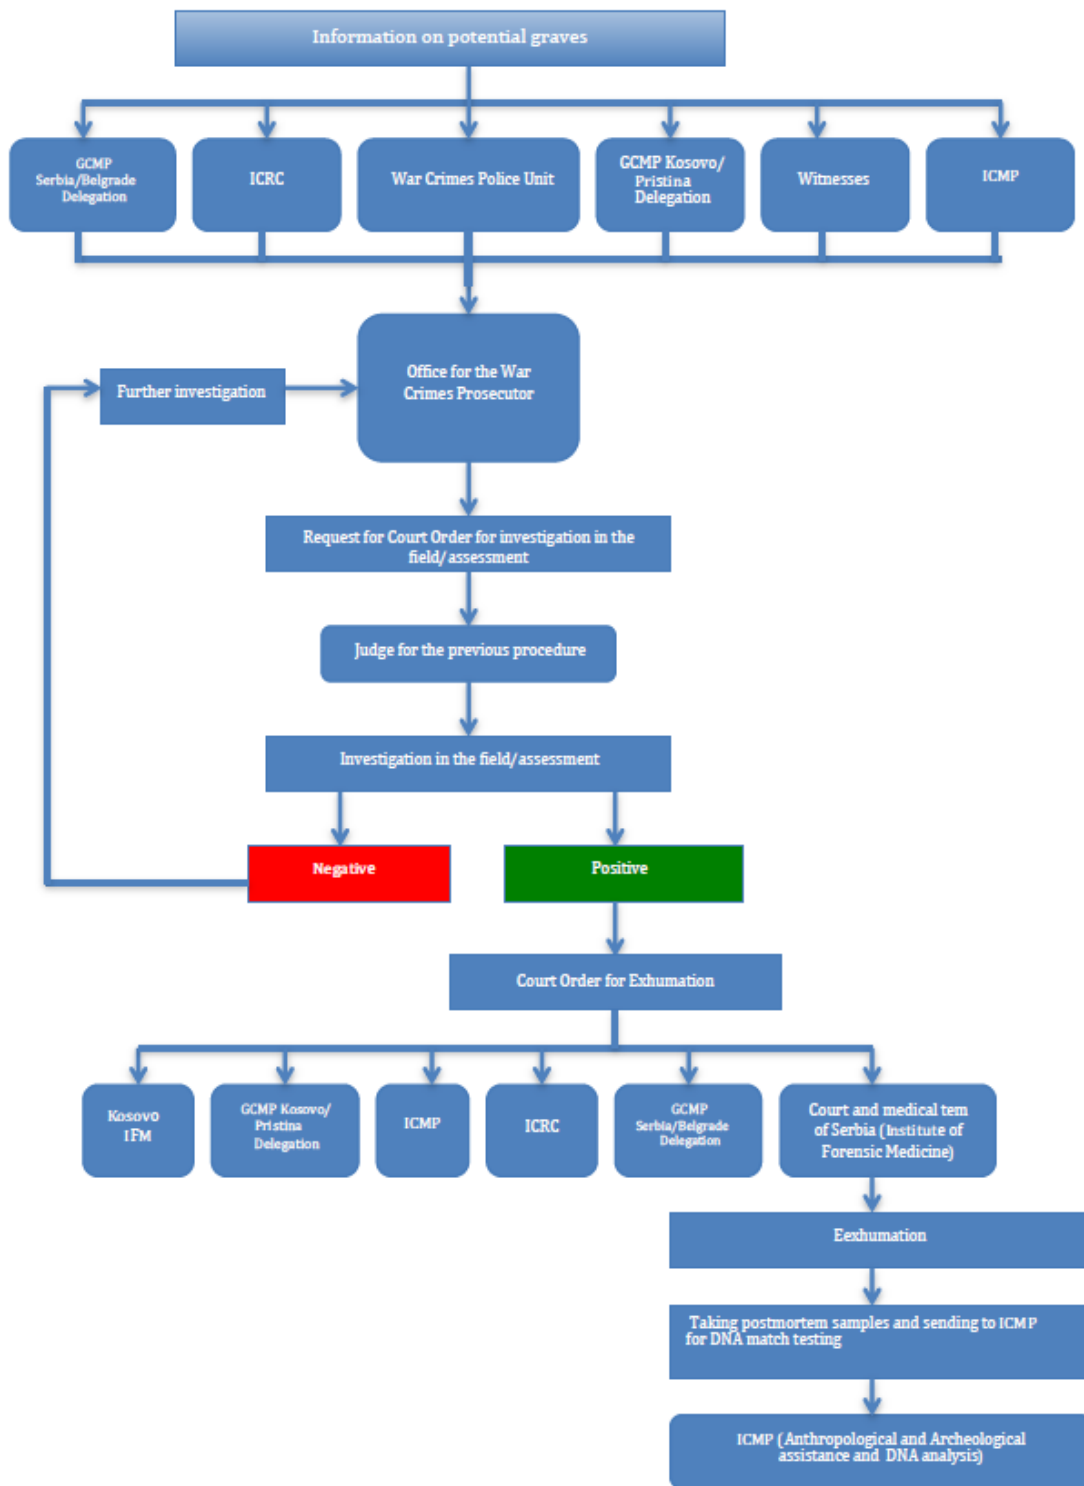 Information on potential graves
GCMP
Serbia/Belgrade
Delegation
ICRC
War Crimes Police Unit
GCMP Kosovo/
Pristina
Delegation
Witnesses
ICMP
Further investigation
Office for the War
Crimes Prosecutor
Request for Court Order for investigation in the
field/assessment
Judge for the previous procedure
Investigation in the field/assessment
Negative
Positive
Court Order for Exhumation
Kosovo
IFM
GCMP Kosovo/
Pristina
Delegation
ICMP
ICRC
GCMP
Serbia/Belgrade
Delegation
Court and medical tem
of Serbia (Institute of
Forensic Medicine)
Eexhumation
Taking postmortem samples and sending to ICMP
for DNA match testing
ICMP (Anthropological and Archeological
assistance and DNA analysis)